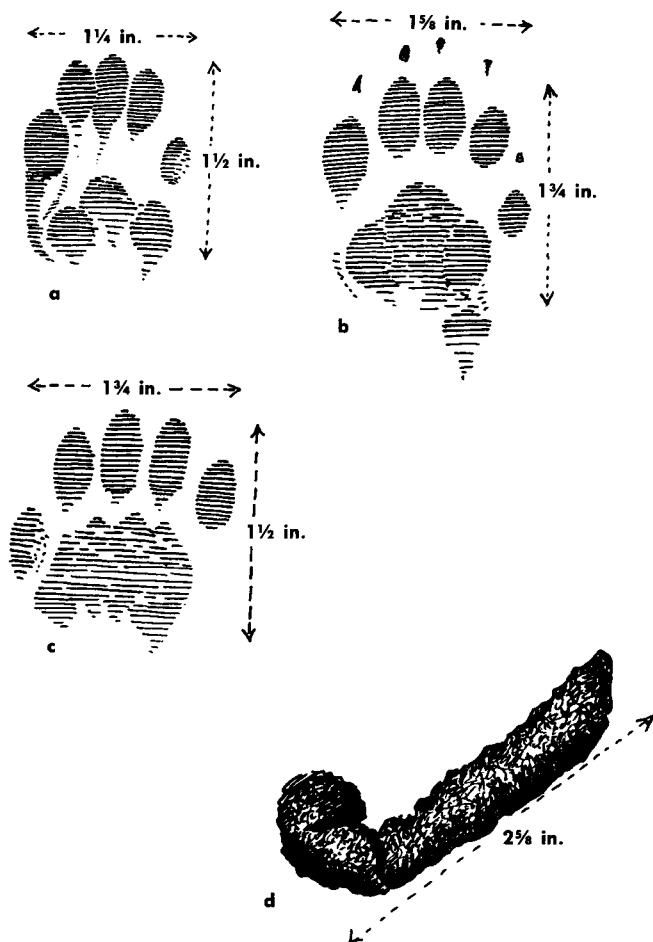 1¼ in.
1½ in.
a
1⅝ in.
1¾ in.
b
1¾ in.
1½ in.
c
2⅝ in.
d